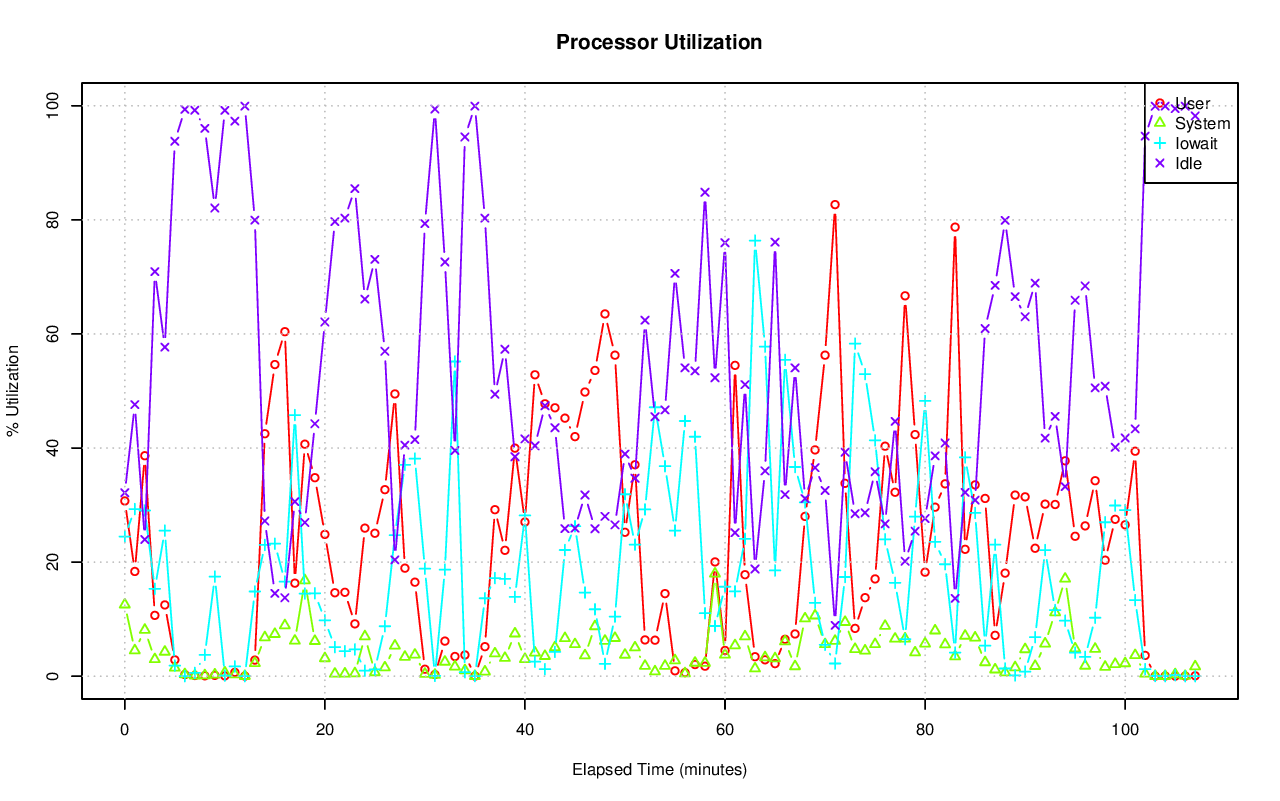 Processor Utilization
% Utilization
100
80
60
40
20
0
User
System
Iowait
Idle
0 20 40 60 80 100
Elapsed Time (minutes)